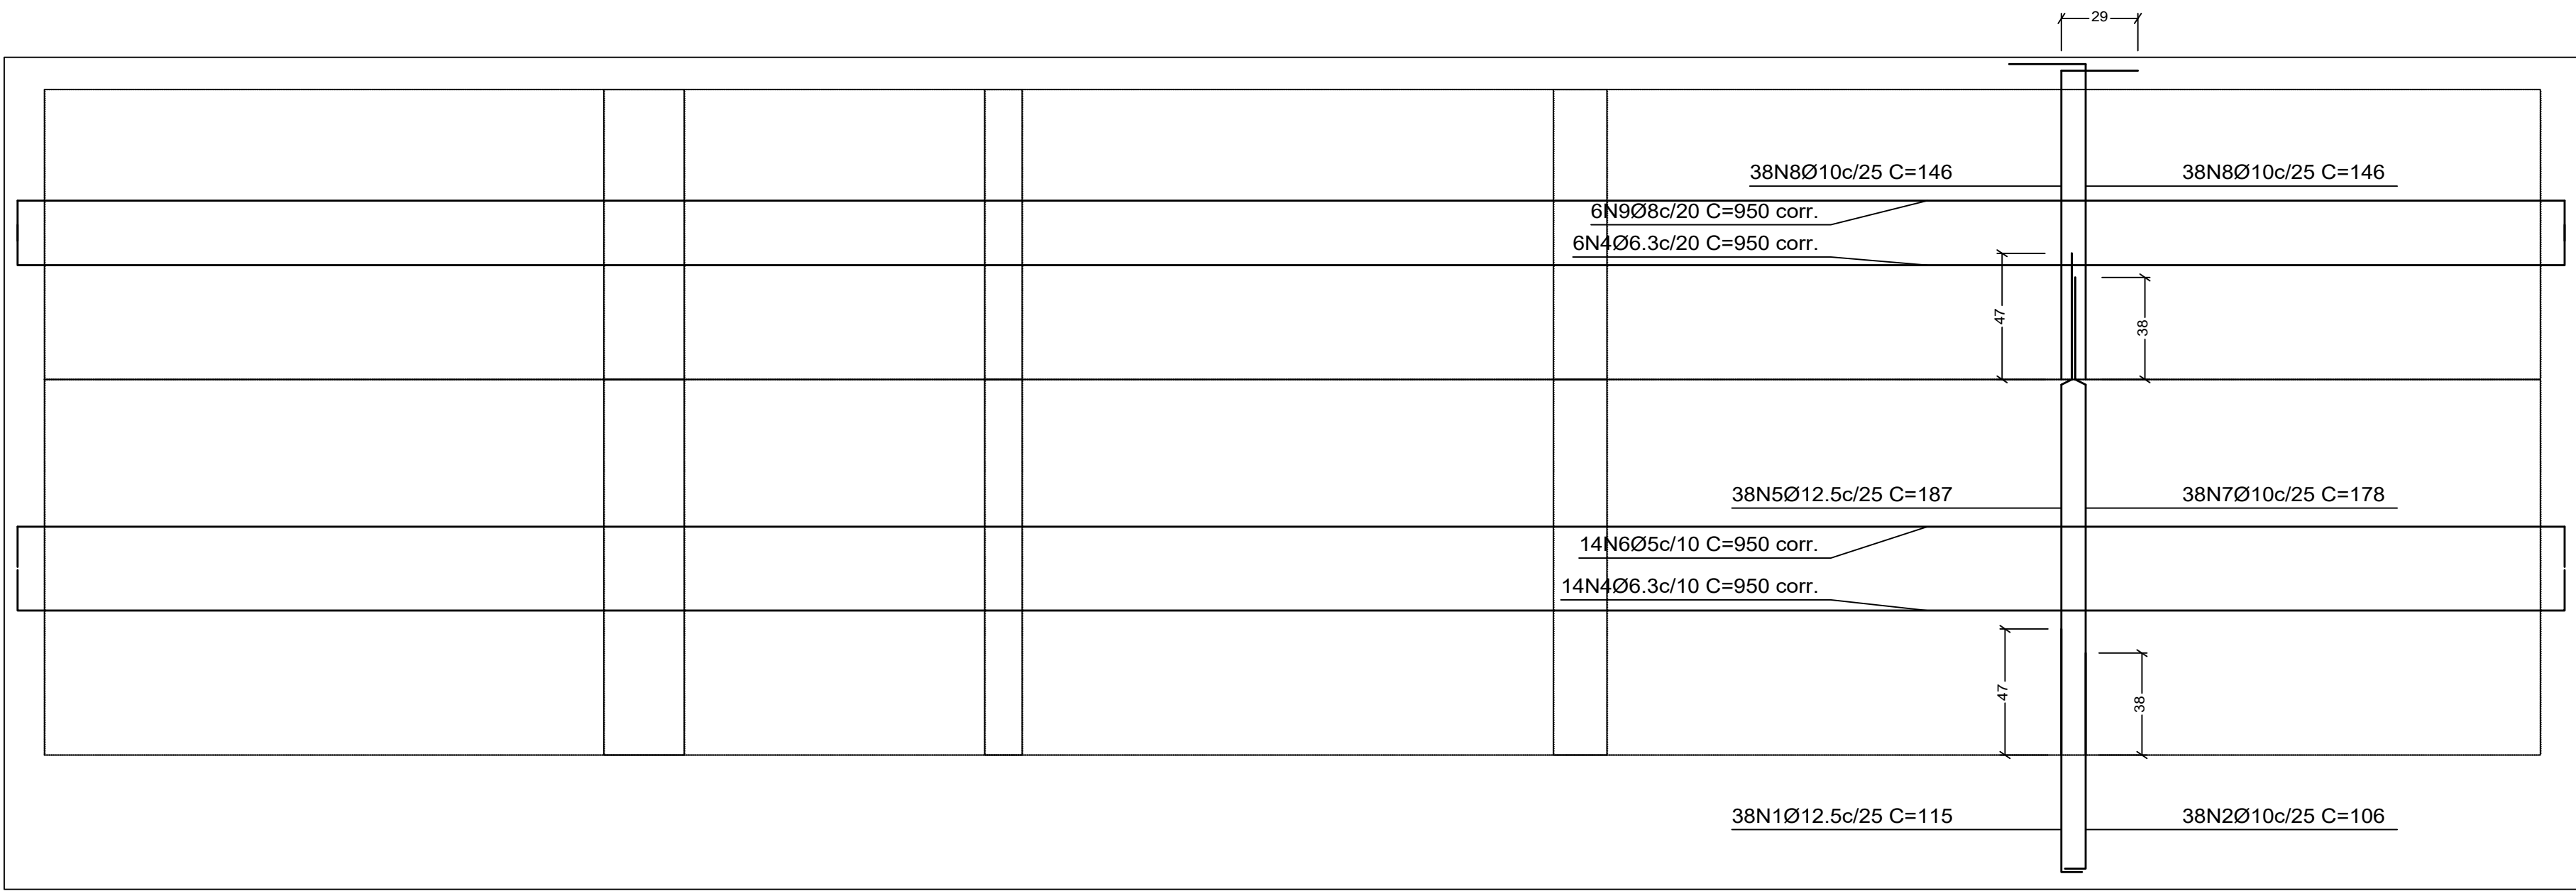 29
38N8Ø10c/25 C=146
38N8Ø10c/25 C=146
6N9Ø8c/20 C=950 corr.
6N4Ø6.3c/20 C=950 corr.
47
38
38N5Ø12.5c/25 C=187
38N7Ø10c/25 C=178
14N6Ø5c/10 C=950 corr.
14N4Ø6.3c/10 C=950 corr.
47
38
38N1Ø12.5c/25 C=115
38N2Ø10c/25 C=106